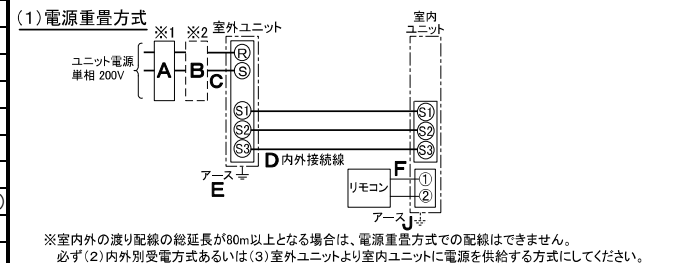 (1)電源重畳方式
※1 ※2 室外ユニット
室内
ユニット
ユニット電源
単相 200V
A B C
R
S
S1 S1
S2 S2
S3 S3
D 内外接続線
アース
E
F
リモコン
①
②
アース J
※室内外の渡り配線の総延長が80m以上となる場合は、電源重畳方式での配線はできません。
必ず(2)内外別受電方式あるいは(3)室外ユニットより室内ユニットに電源を供給する方式にしてください。